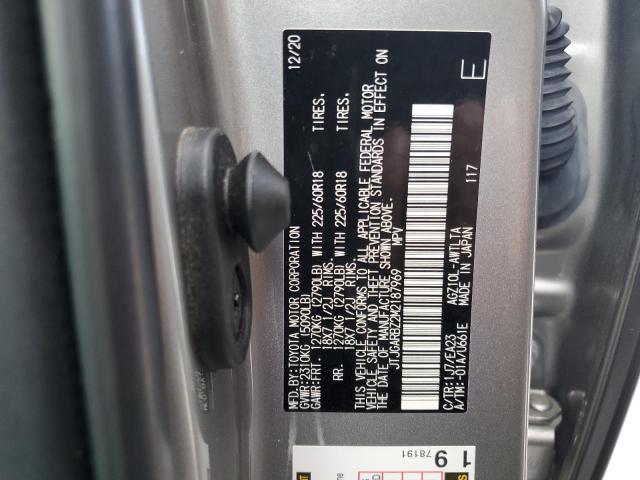 MFD.BY:TOYOTA MOTOR CORPORATION 12/20
GVWR:2310KG (5090LB)
GAWR:FRT. 1270KG (2790LB) WITH 225/60R18 TIRES.
18X7 1/2J RIMS.
RR. 1270KG (2790LB) WITH 225/60R18 TIRES.
18X7 1/2J RIMS.
THIS VEHICLE CONFORMS TO ALL APPLICABLE FEDERAL MOTOR
VEHICLE SAFETY AND THEFT PREVENTION STANDARDS IN EFFECT ON
THE DATE OF MANUFACTURE SHOWN ABOVE.
JTJGARBZ2M2187969 MPV
E
C/TR:1J7/EA23 AGZ10L-AWTLTA 117
A/TM:-01A/U661E MADE IN JAPAN
19
78191